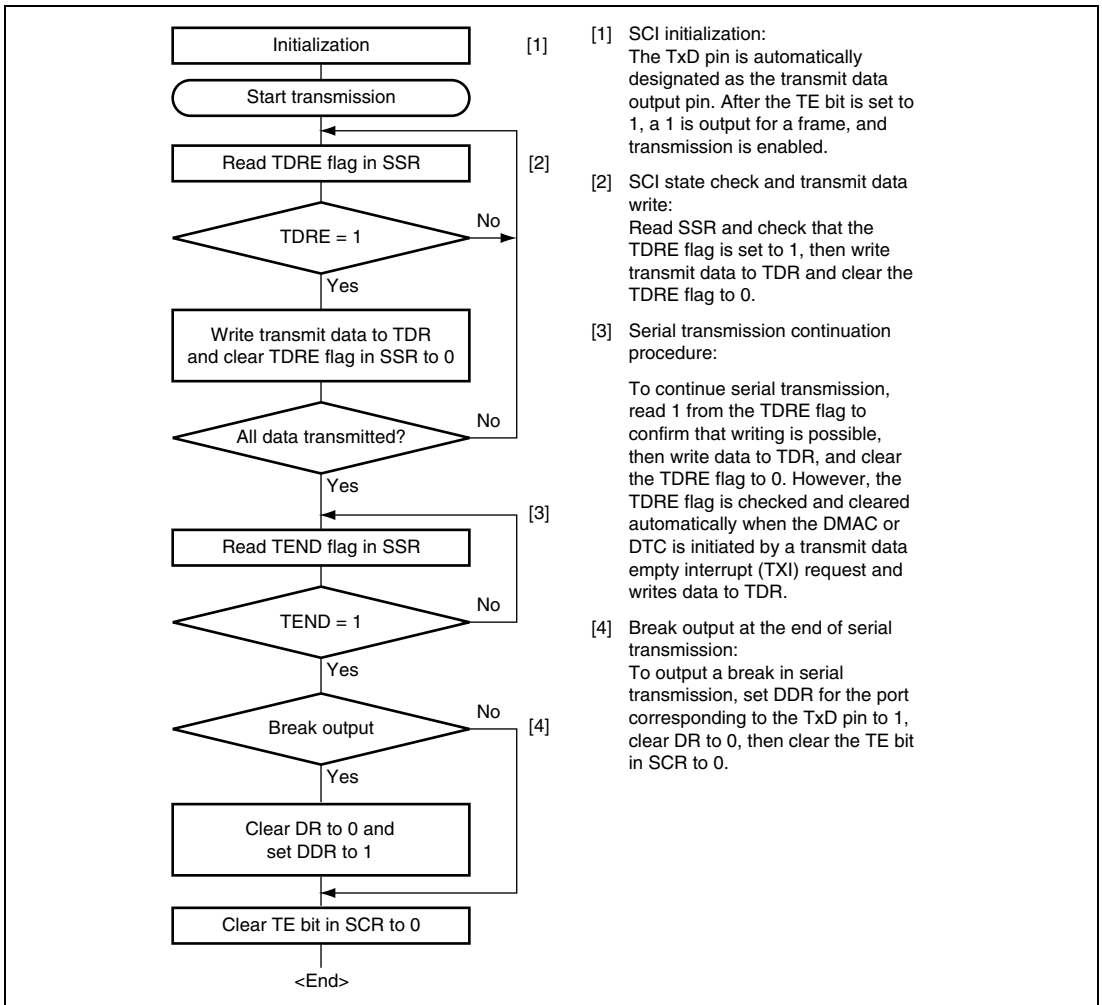 Initialization
[1]
Start transmission
Read TDRE flag in SSR
[2]
TDRE = 1
No
Yes
Write transmit data to TDR
and clear TDRE flag in SSR to 0
All data transmitted?
No
Yes
[3]
Read TEND flag in SSR
TEND = 1
No
Yes
Break output
No
[4]
Yes
Clear DR to 0 and
set DDR to 1
Clear TE bit in SCR to 0
<End>
[1] SCI initialization:
The TxD pin is automatically
designated as the transmit data
output pin. After the TE bit is set to
1, a 1 is output for a frame, and
transmission is enabled.
[2] SCI state check and transmit data
write:
Read SSR and check that the
TDRE flag is set to 1, then write
transmit data to TDR and clear the
TDRE flag to 0.
[3] Serial transmission continuation
procedure:
To continue serial transmission,
read 1 from the TDRE flag to
confirm that writing is possible,
then write data to TDR, and clear
the TDRE flag to 0. However, the
TDRE flag is checked and cleared
automatically when the DMAC or
DTC is initiated by a transmit data
empty interrupt (TXI) request and
writes data to TDR.
[4] Break output at the end of serial
transmission:
To output a break in serial
transmission, set DDR for the port
corresponding to the TxD pin to 1,
clear DR to 0, then clear the TE bit
in SCR to 0.